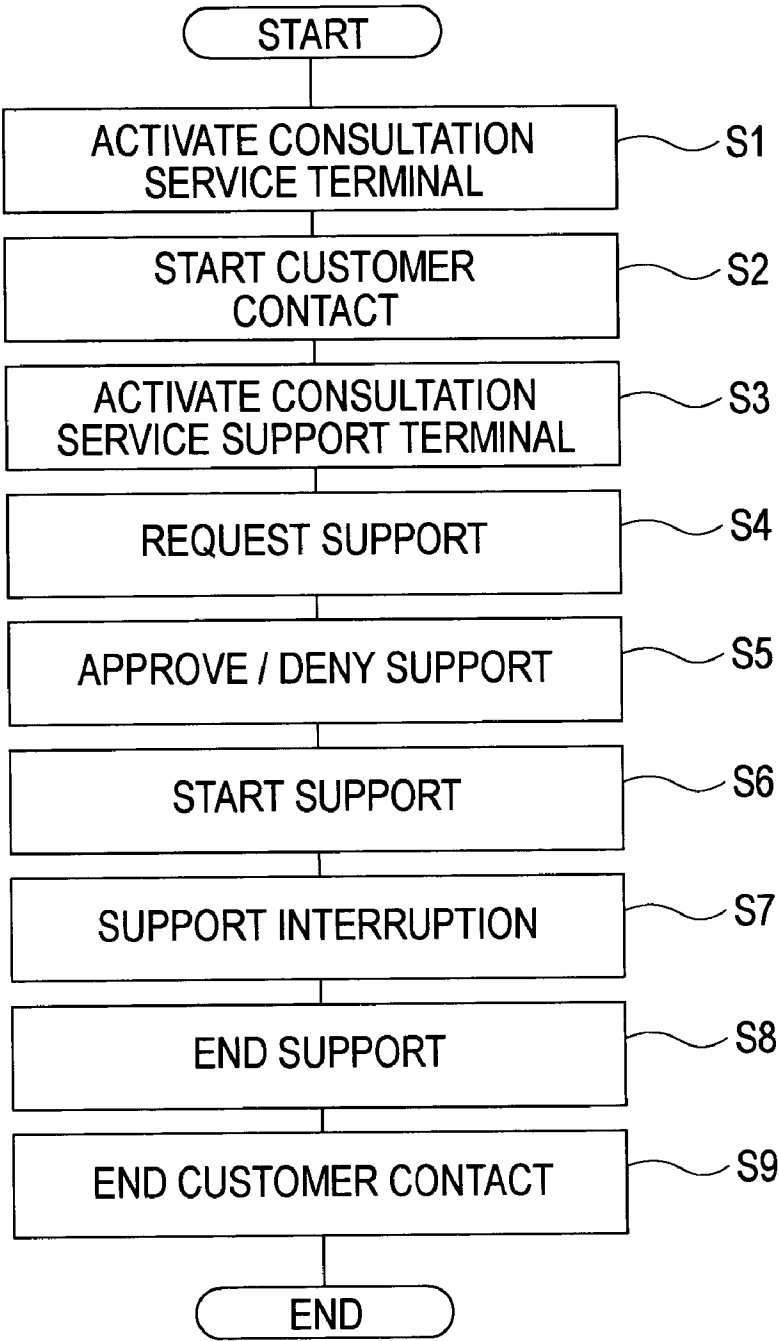 START
ACTIVATE CONSULTATION
SERVICE TERMINAL
S1
START CUSTOMER
CONTACT
S2
ACTIVATE CONSULTATION
SERVICE SUPPORT TERMINAL
S3
REQUEST SUPPORT
S4
APPROVE / DENY SUPPORT
S5
START SUPPORT
S6
SUPPORT INTERRUPTION
S7
END SUPPORT
S8
END CUSTOMER CONTACT
S9
END